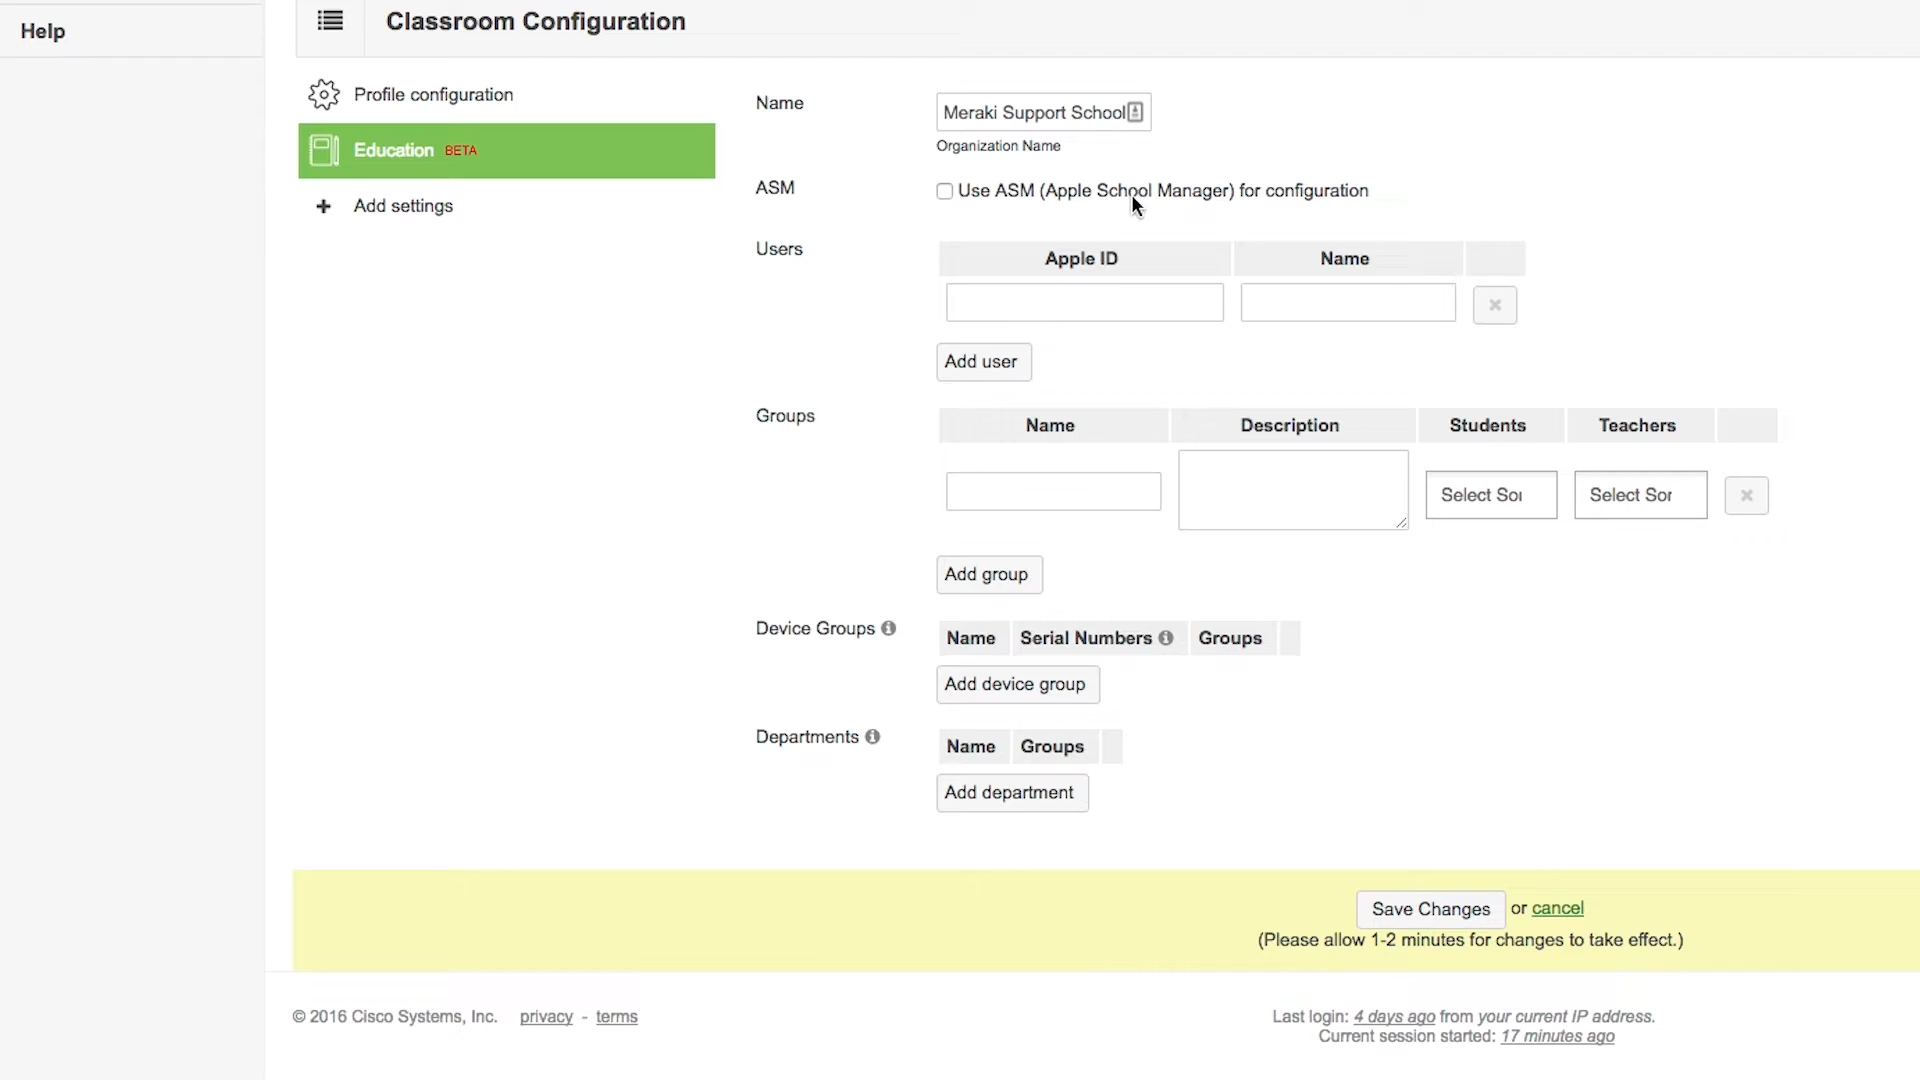 Help
Classroom Configuration
Profile configuration
Education BETA
Add settings
Name
Meraki Support School
Organization Name
ASM
Use ASM (Apple School Manager) for configuration
Users
Apple ID Name
Add user
Groups
Name Description Students Teachers
Select Sor Select Sor
Add group
Device Groups
Name Serial Numbers Groups
Add device group
Departments
Name Groups
Add department
Save Changes or cancel
(Please allow 1-2 minutes for changes to take effect.)
© 2016 Cisco Systems, Inc. privacy - terms
Last login: 4 days ago from your current IP address.
Current session started: 17 minutes ago